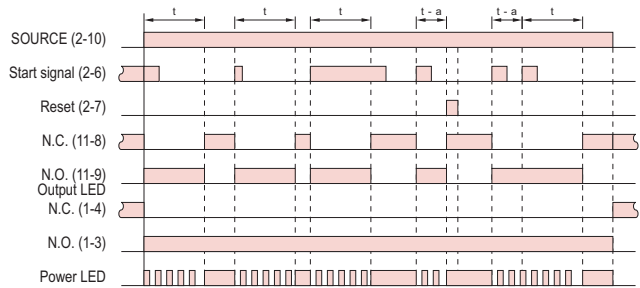 t t t t - a t - a t
SOURCE (2-10)
Start signal (2-6)
Reset (2-7)
N.C. (11-8)
N.O. (11-9)
Output LED
N.C. (1-4)
N.O. (1-3)
Power LED